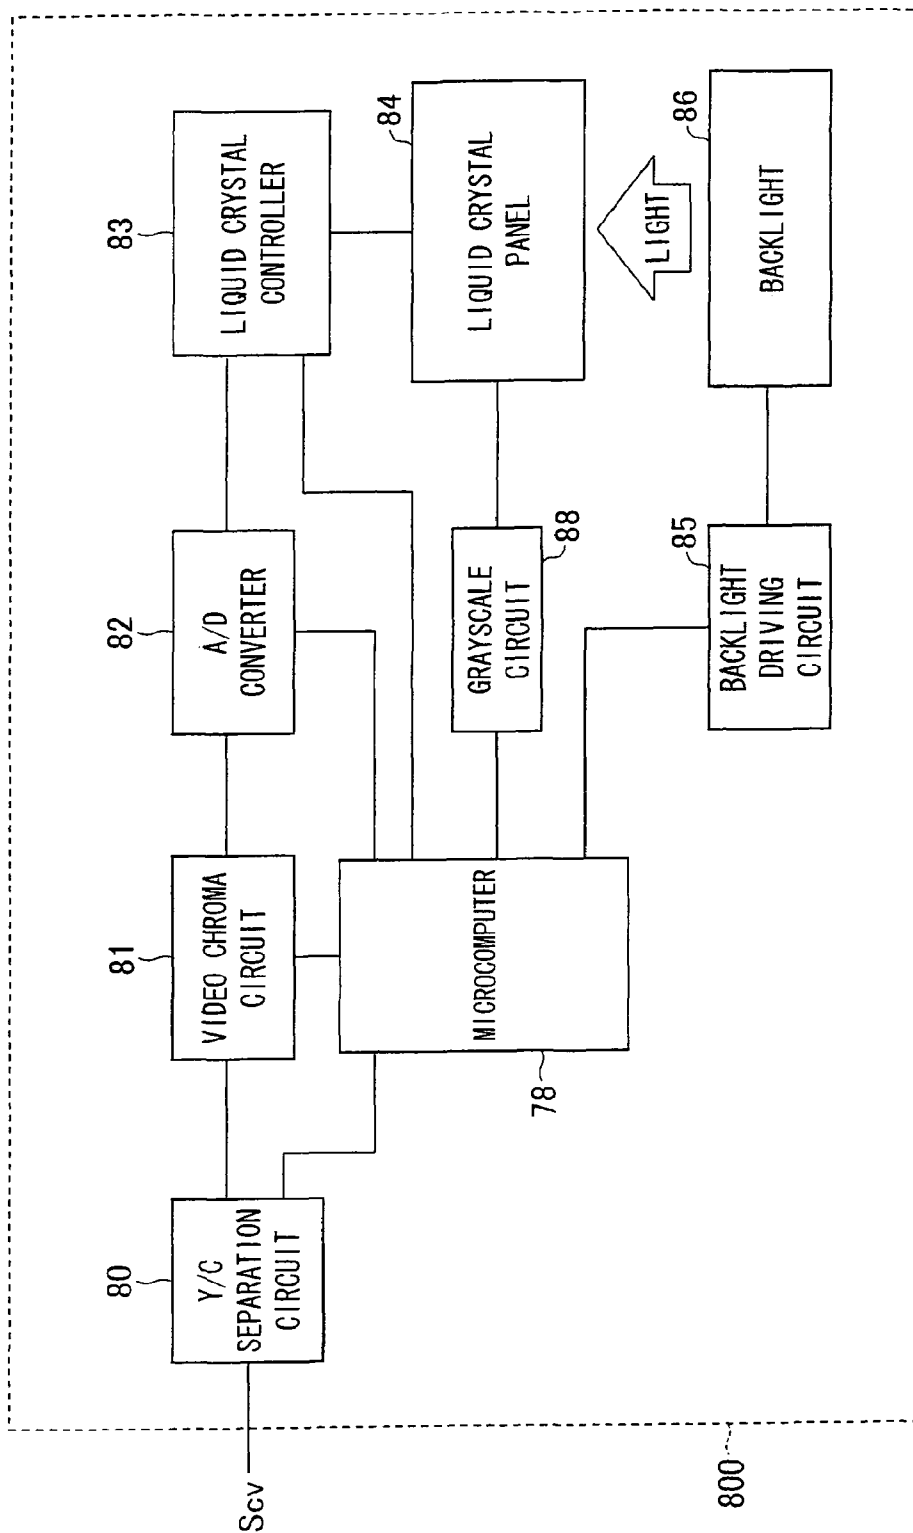 800
Scv
80
Y/C
SEPARATION
CIRCUIT
81
VIDEO CHROMA
CIRCUIT
82
A/D
CONVERTER
83
LIQUID CRYSTAL
CONTROLLER
78
MICROCOMPUTER
88
GRAYSCALE
CIRCUIT
84
LIQUID CRYSTAL
PANEL
LIGHT
85
BACKLIGHT
DRIVING
CIRCUIT
86
BACKLIGHT